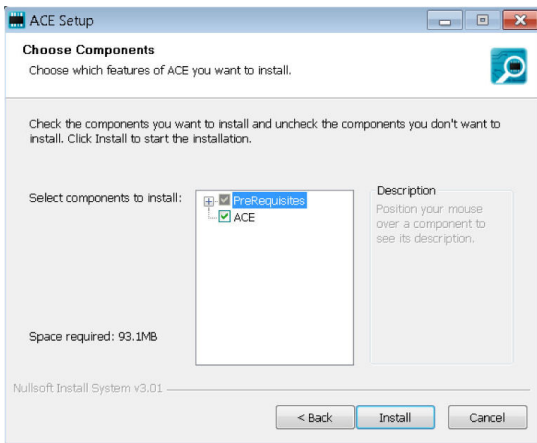 ACE Setup
Choose Components
Choose which features of ACE you want to install.
Check the components you want to install and uncheck the components you don't want to
install. Click Install to start the installation.
Select components to install:
PreRequisites
ACE
Description
Position your mouse
over a component to
see its description.
Space required: 93.1MB
Nullsoft Install System v3.01
< Back
Install
Cancel